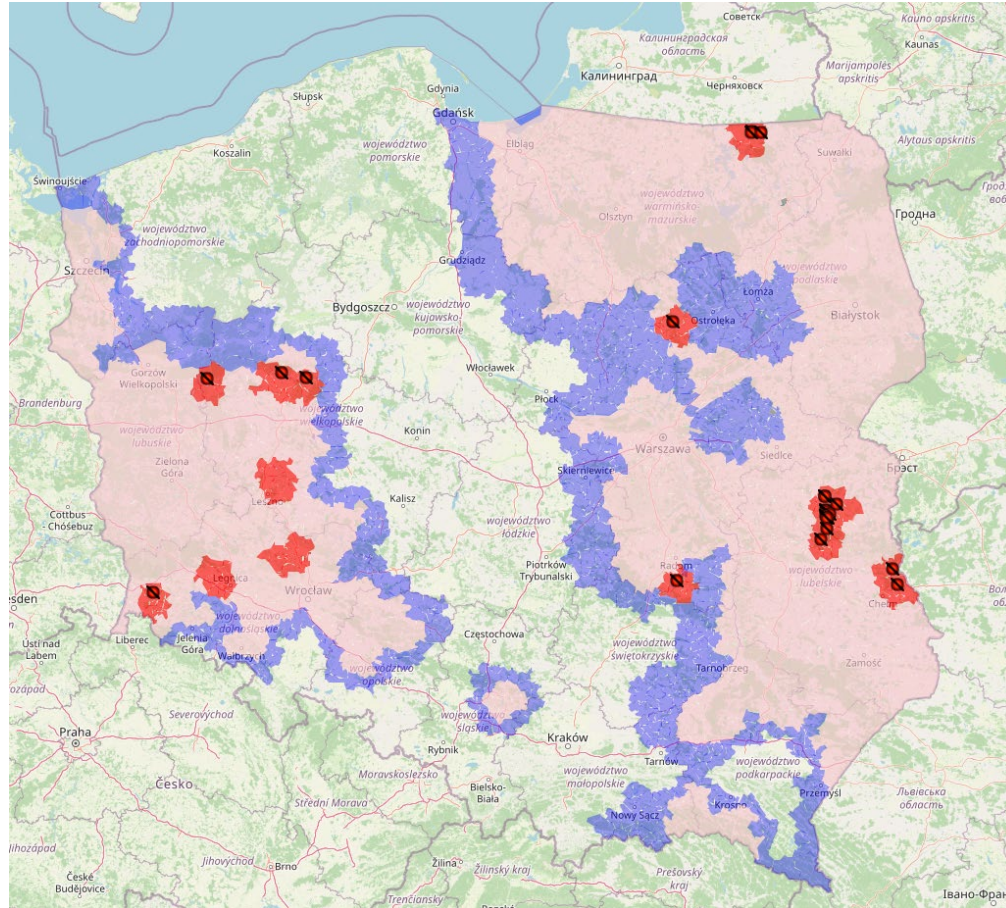 Советск
Kauno apskritis
Калининградская
область
Kaunas
Gdynia
Калининград
Marijampolės
apskritis
Słupsk
Черняховск
Gdańsk
Elbląg
Alytaus apskritis
województwo
pomorskie
Koszalin
Suwałki
Świnoujście
województwo
warmińsko-
mazurskie
Olsztyn
Гродна
województwo
zachodniopomorskie
Grudziądz
Szczecin
województwo
podlaskie
Łomża
Bydgoszcz
województwo
kujawsko-
pomorskie
Ostrołęka
Białystok
Gorzów
Wielkopolski
Włocławek
Brandenburg
Płock
województwo
wielkopolskie
województwo
lubuskie
Konin
Warszawa
Siedlce
Zielona
Góra
Skierniewice
Брэст
Leszno
Kalisz
Cottbus
- Chóśebuz
województwo
łódzkie
Piotrków
Trybunalski
Radom
województwo
lubelskie
Legnica
Wrocław
esden
Chełm
województwo
dolnośląskie
Liberec
Jelenia
Góra
Częstochowa
Ústí nad
Labem
Wałbrzych
województwo
świętokrzyskie
Zamość
Tarnobrzeg
województwo
opolskie
Severovýchod
województwo
śląskie
Praha
Kraków
Rybnik
Tarnów
województwo
podkarpackie
województwo
małopolskie
Moravskoslezsko
Česko
Bielsko-
Biała
Przemyśl
Львівська
область
Střední Morava
Krosno
Nowy Sącz
Jihozápad
Jihovýchod
Žilina
Žilinský kraj
Brno
Prešovský
kraj
České
Budějovice
Trenčiansky
Івано-Франкі